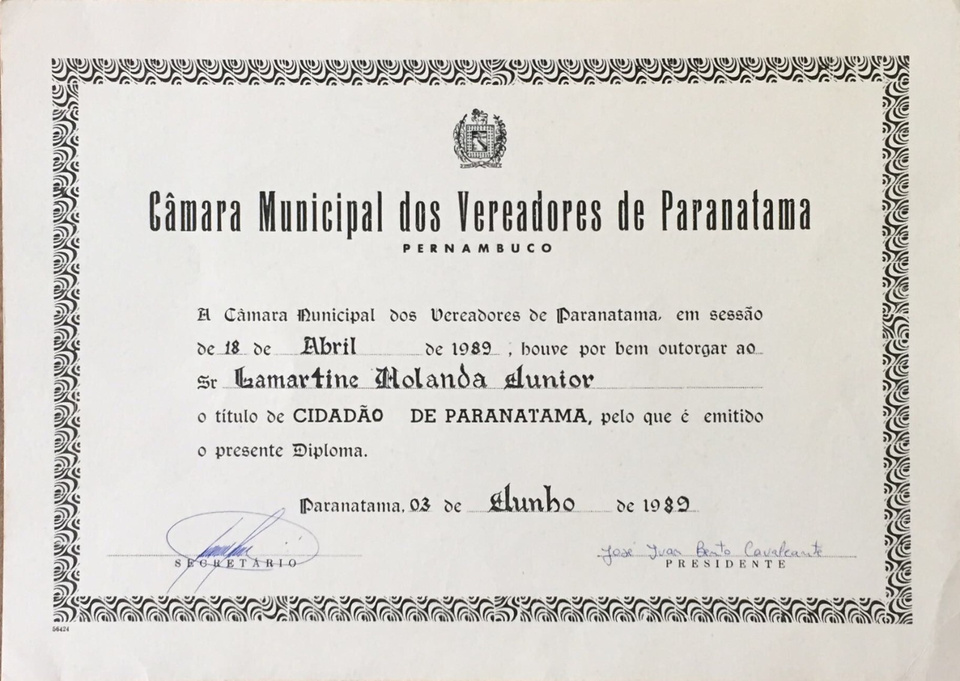 Câmara Municipal dos Vereadores de Paranatama
PERNAMBUCO
A Câmara Municipal dos Vereadores de Paranatama, em sessão
de 18 de Abril de 1989, houve por bem outorgar ao
Sr Lamartine Holanda Junior
o título de CIDADÃO DE PARANATAMA, pelo que é emitido
o presente Diploma.
Paranatama, 03 de Junho de 1989
José Ivan Bento Cavalcante
SECRETÁRIO PRESIDENTE
06424